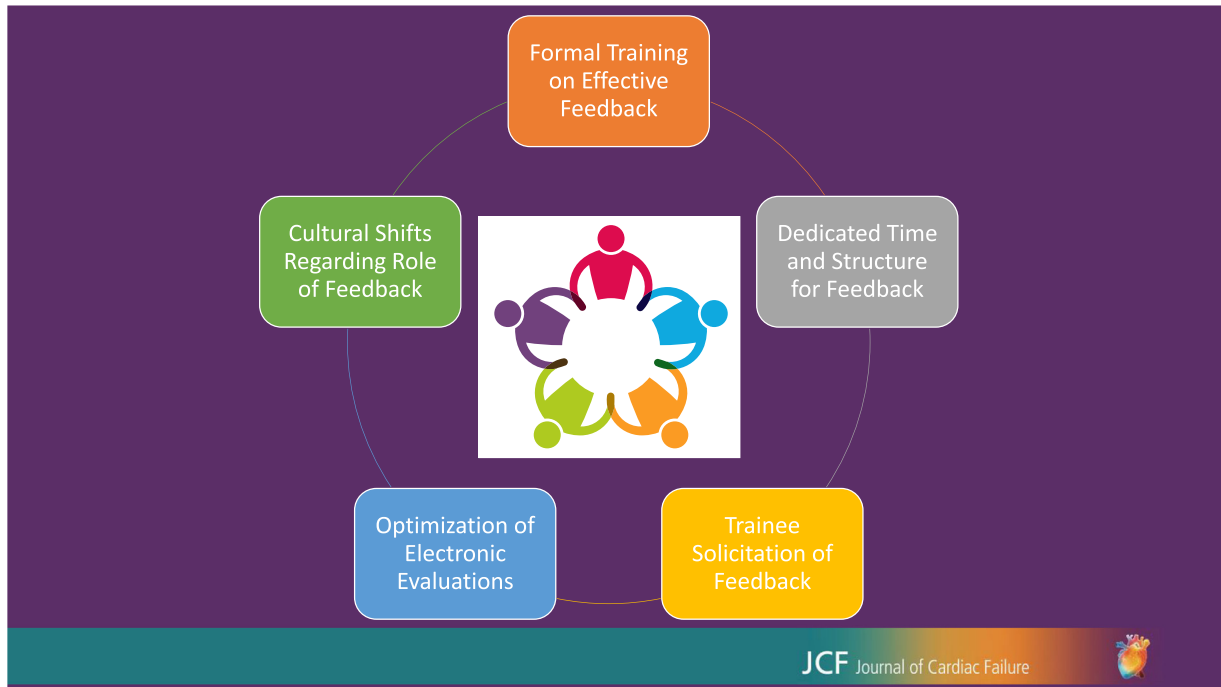 Formal Training
on Effective
Feedback
Cultural Shifts
Regarding Role
of Feedback
Dedicated Time
and Structure
for Feedback
Optimization of
Electronic
Evaluations
Trainee
Solicitation of
Feedback
JCF Journal of Cardiac Failure